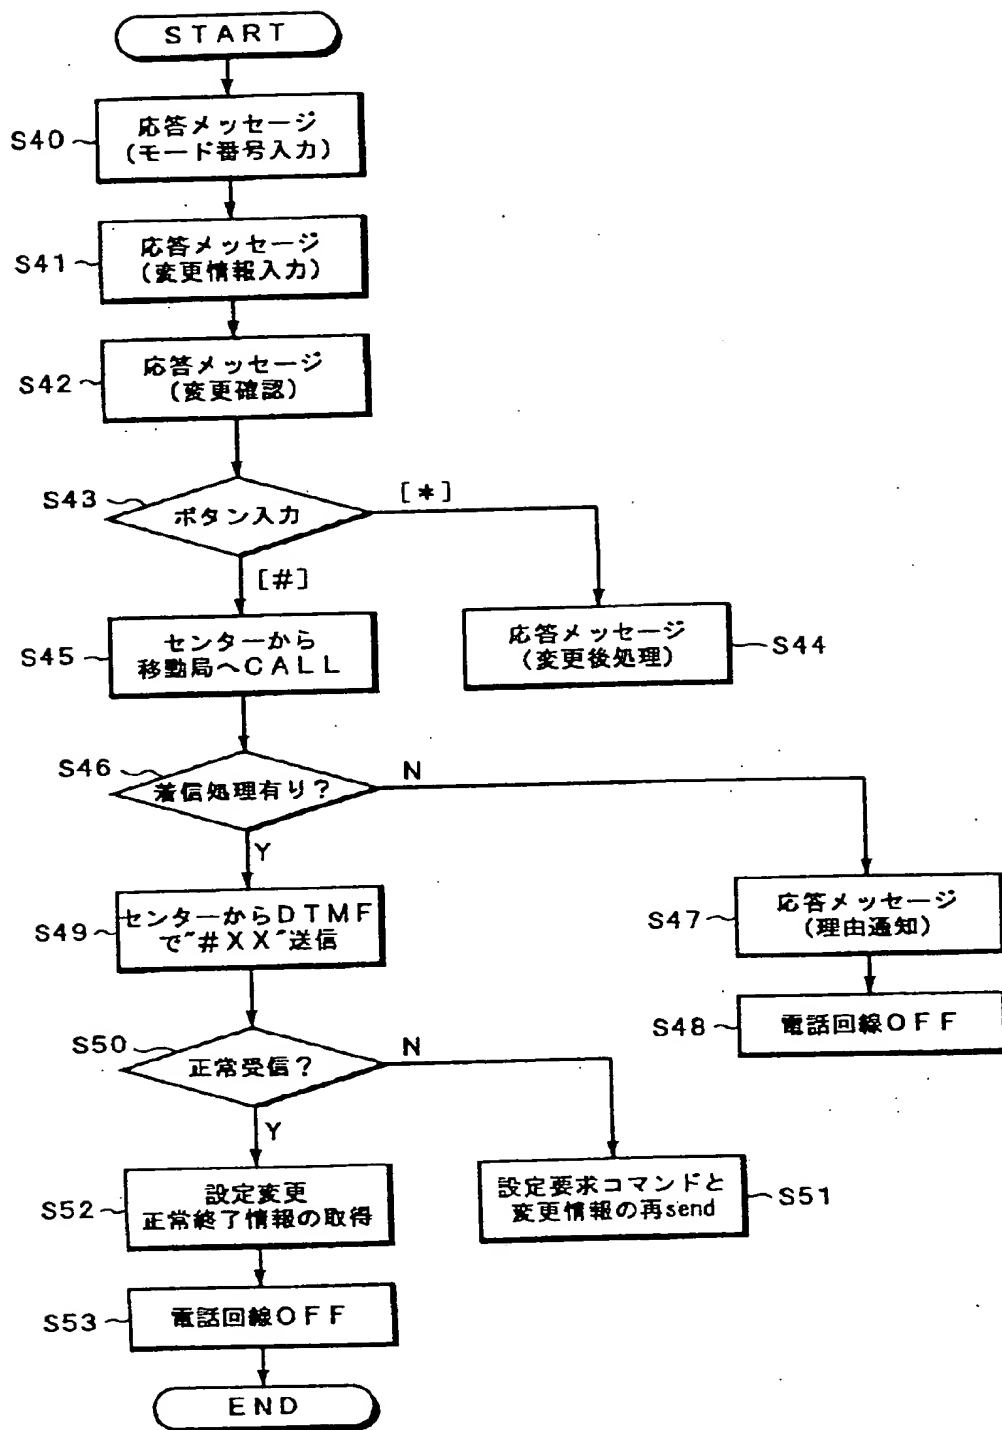 START
S40
応答メッセージ
(モード番号入力)
S41
応答メッセージ
(変更情報入力)
S42
応答メッセージ
(変更確認)
S43
ボタン入力
[*]
[#]
S44
応答メッセージ
(変更後処理)
S45
センターから
移動局へCALL
S46
着信処理有り?
N
Y
S47
応答メッセージ
(理由通知)
S48
電話回線OFF
S49
センターからDTMF
で"#XX"送信
S50
正常受信?
N
Y
S51
設定要求コマンドと
変更情報の再send
S52
設定変更
正常終了情報の取得
S53
電話回線OFF
END